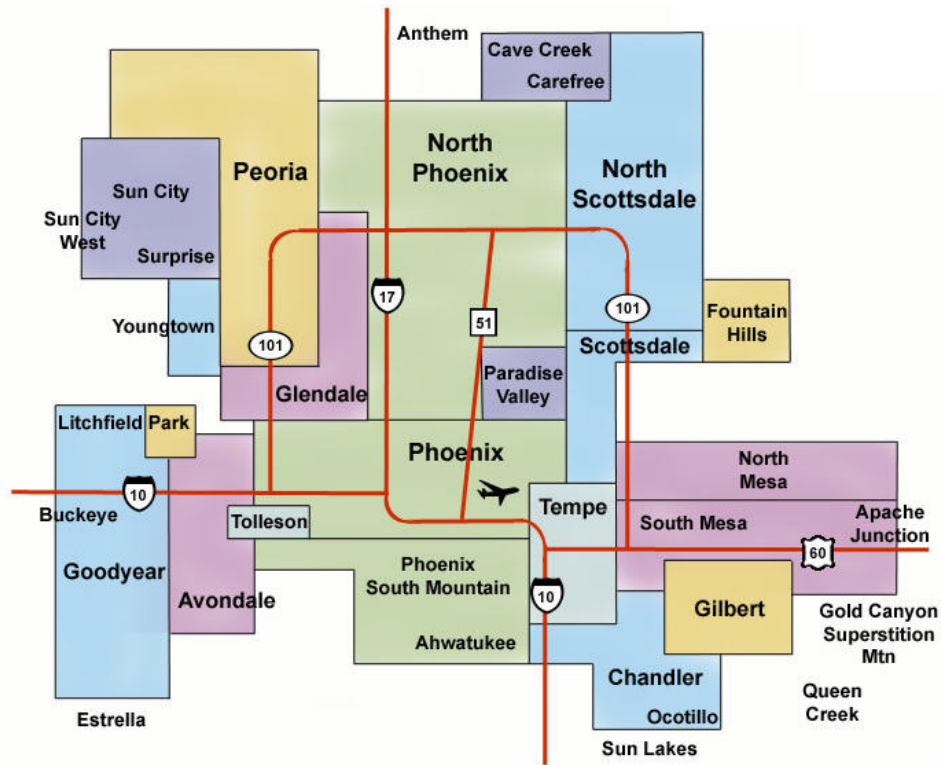 Anthem
Cave Creek
Carefree
North
Phoenix
Peoria
North
Scottsdale
Sun City
Sun City
West
Surprise
17
101
51
101
Fountain
Hills
Youngtown
Scottsdale
Glendale
Paradise
Valley
Litchfield Park
Phoenix
North
Mesa
10
Buckeye
Tolleson
Tempe
South Mesa
Apache
Junction
60
Goodyear
Avondale
Phoenix
South Mountain
10
Gilbert
Gold Canyon
Superstition
Mtn
Ahwatukee
Chandler
Ocotillo
Queen
Creek
Estrella
Sun Lakes